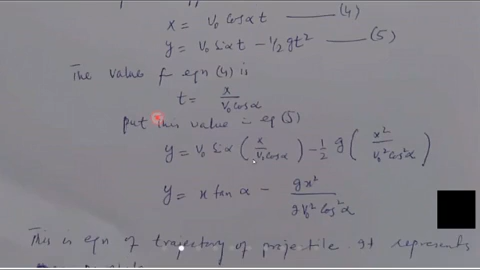 x = v₀ cosα t —— (4)
y = v₀ sinα t − 1/2 gt² —— (5)
The value f eqn (4) is
t = x / v₀ cosα
put this value in eq (5)
y = v₀ sinα ( x / v₀ cosα ) − 1/2 g ( x² / v₀² cos²α )
y = x tan α − gx² / 2v₀² cos²α
This is eqn of trajectory of projectile. It represents